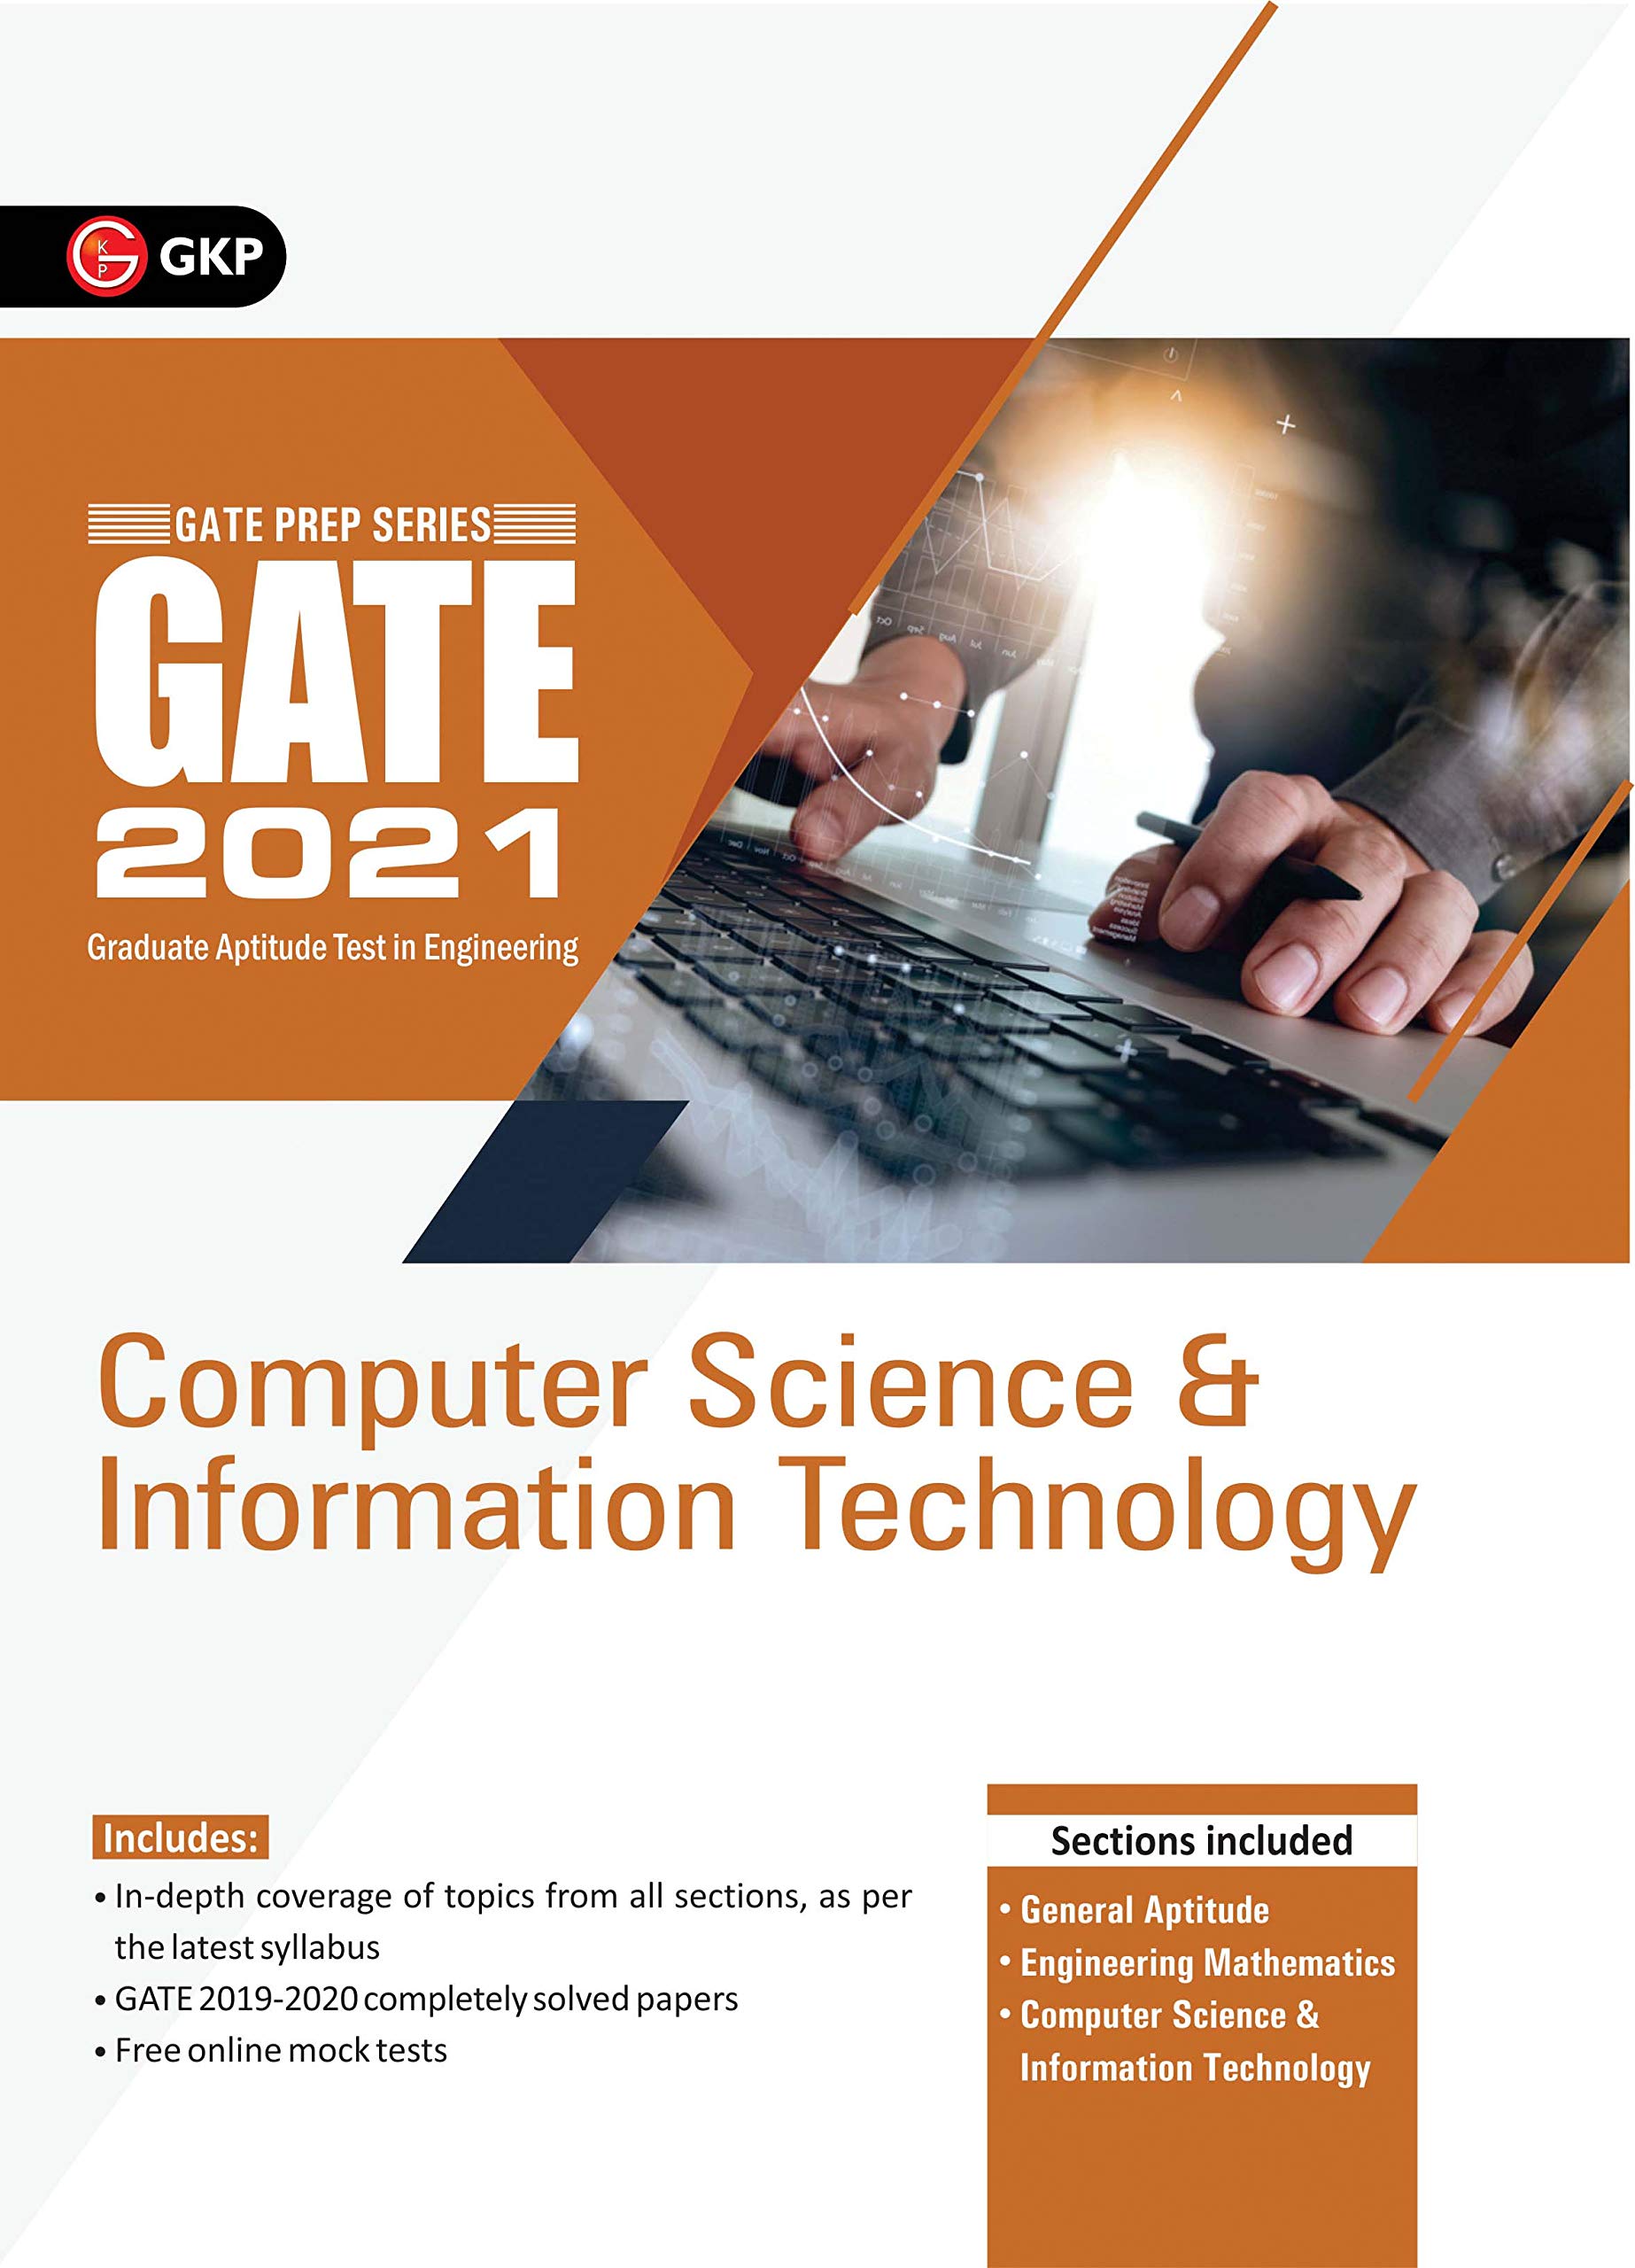 GKP
GATE PREP SERIES
GATE
2021
Graduate Aptitude Test in Engineering
Computer Science &
Information Technology
Includes:
• In-depth coverage of topics from all sections, as per
the latest syllabus
• GATE 2019-2020 completely solved papers
• Free online mock tests
Sections included
• General Aptitude
• Engineering Mathematics
• Computer Science &
Information Technology